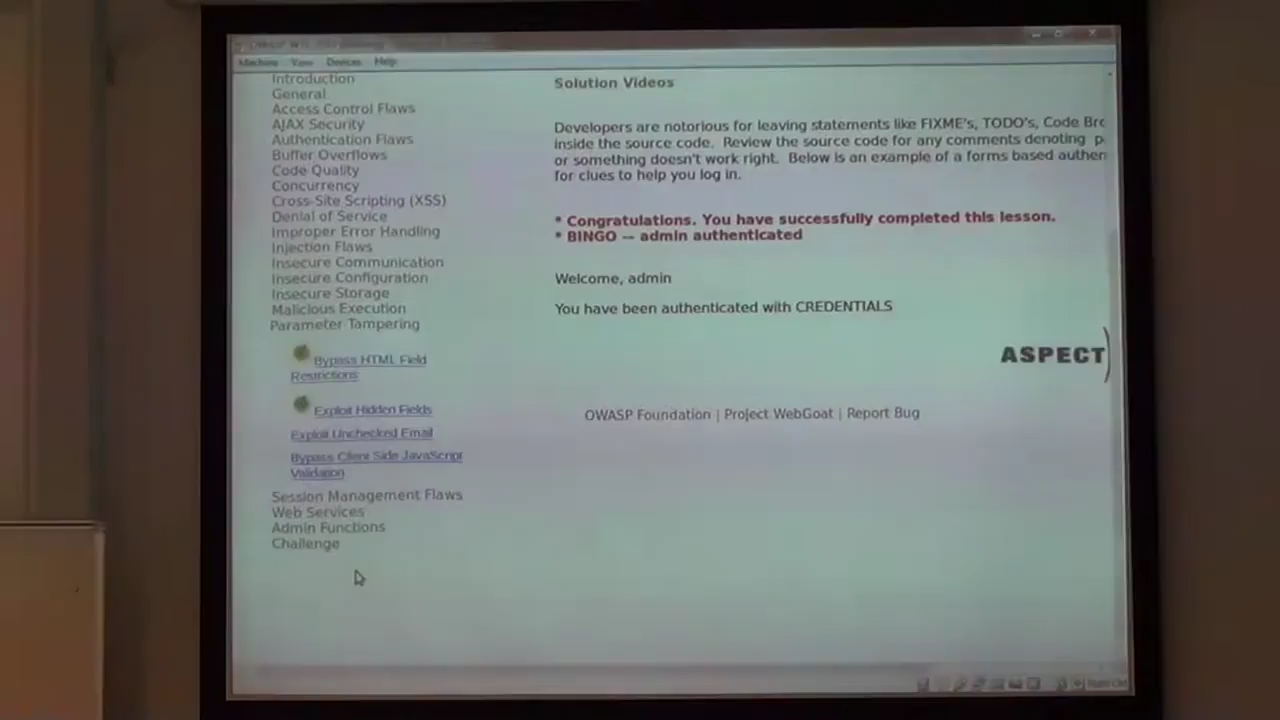 Machine View Devices Help
Introduction
General
Access Control Flaws
AJAX Security
Authentication Flaws
Buffer Overflows
Code Quality
Concurrency
Cross-Site Scripting (XSS)
Denial of Service
Improper Error Handling
Injection Flaws
Insecure Communication
Insecure Configuration
Insecure Storage
Malicious Execution
Parameter Tampering
Bypass HTML Field
Restrictions
Exploit Hidden Fields
Exploit Unchecked Email
Bypass Client Side JavaScript
Validation
Session Management Flaws
Web Services
Admin Functions
Challenge
Solution Videos
Developers are notorious for leaving statements like FIXME's, TODO's, Code Bro
inside the source code. Review the source code for any comments denoting p
or something doesn't work right. Below is an example of a forms based authen
for clues to help you log in.
* Congratulations. You have successfully completed this lesson.
* BINGO -- admin authenticated
Welcome, admin
You have been authenticated with CREDENTIALS
ASPECT)
OWASP Foundation | Project WebGoat | Report Bug